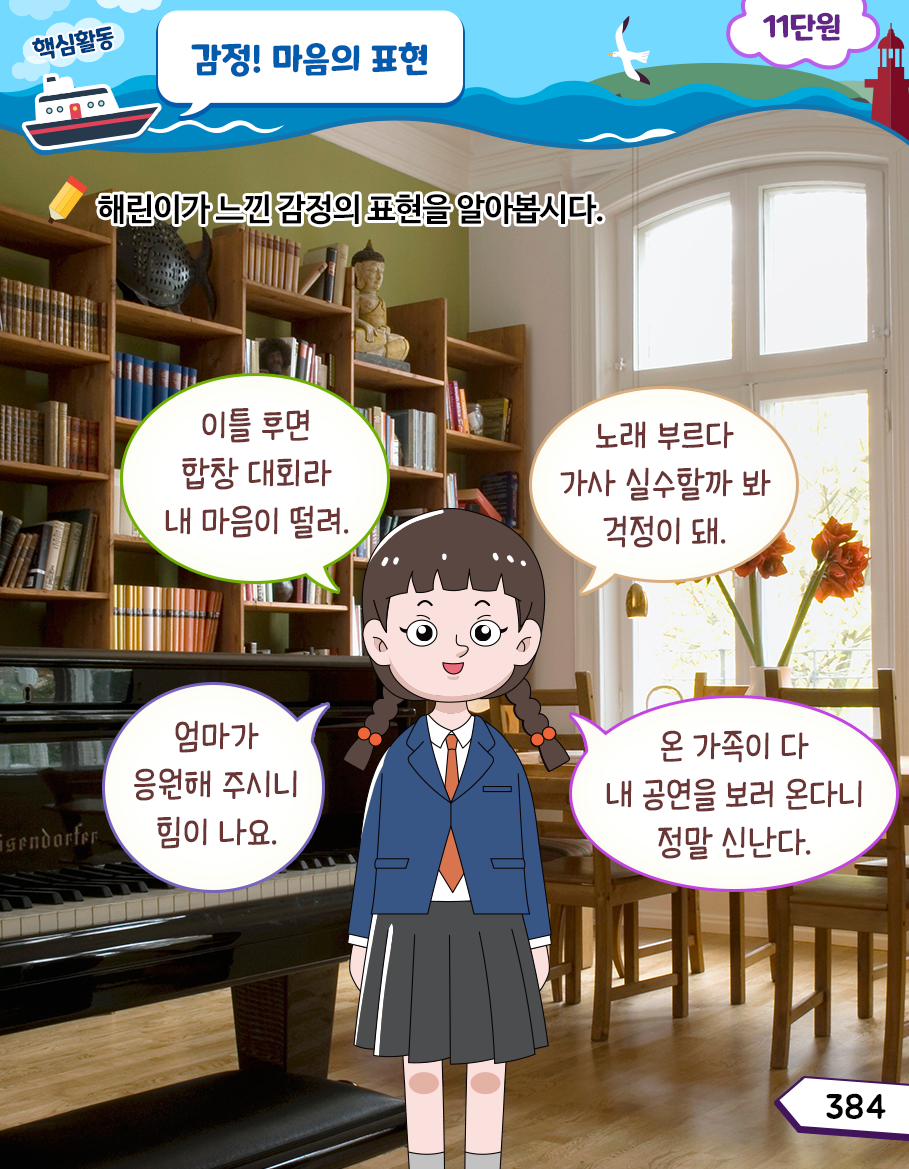 핵심활동
감정! 마음의 표현
11단원
해린이가 느낀 감정의 표현을 알아봅시다.
이틀 후면
합창 대회라
내 마음이 떨려.
노래 부르다
가사 실수할까 봐
걱정이 돼.
엄마가
응원해 주시니
힘이 나요.
온 가족이 다
내 공연을 보러 온다니
정말 신난다.
isendorfer
384